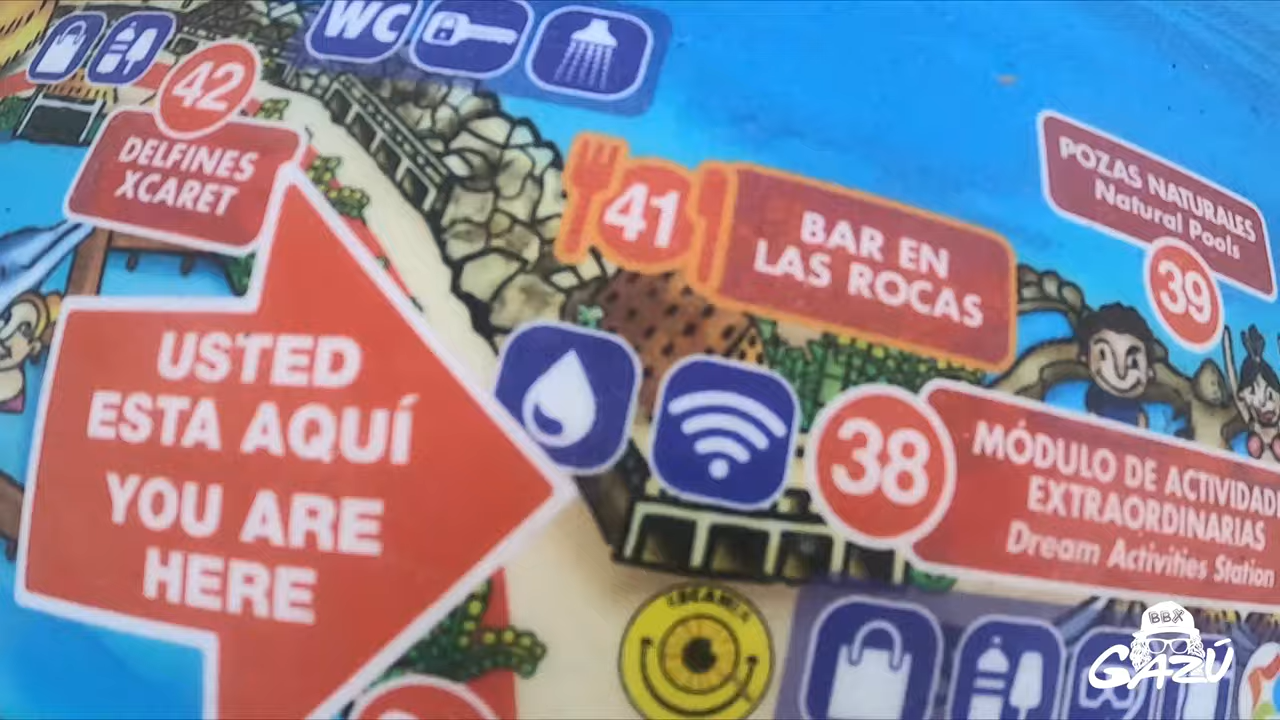 WC
42
DELFINES
XCARET
41
BAR EN
LAS ROCAS
POZAS NATURALES
Natural Pools
39
USTED
ESTA AQUÍ
YOU ARE
HERE
38
MÓDULO DE ACTIVIDAD
EXTRAORDINARIAS
Dream Activities Station
BBX
GAZÚ